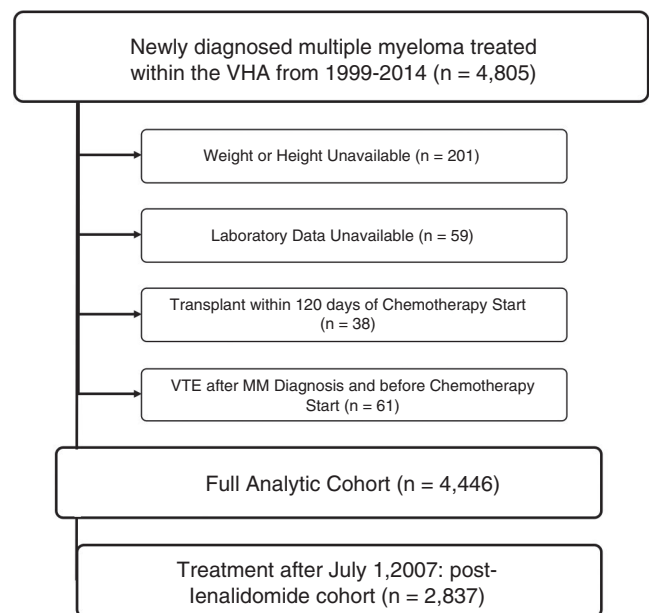 Newly diagnosed multiple myeloma treated
within the VHA from 1999-2014 (n = 4,805)
Weight or Height Unavailable (n = 201)
Laboratory Data Unavailable (n = 59)
Transplant within 120 days of Chemotherapy Start
(n = 38)
VTE after MM Diagnosis and before Chemotherapy
Start (n = 61)
Full Analytic Cohort (n = 4,446)
Treatment after July 1,2007: post-
lenalidomide cohort (n = 2,837)